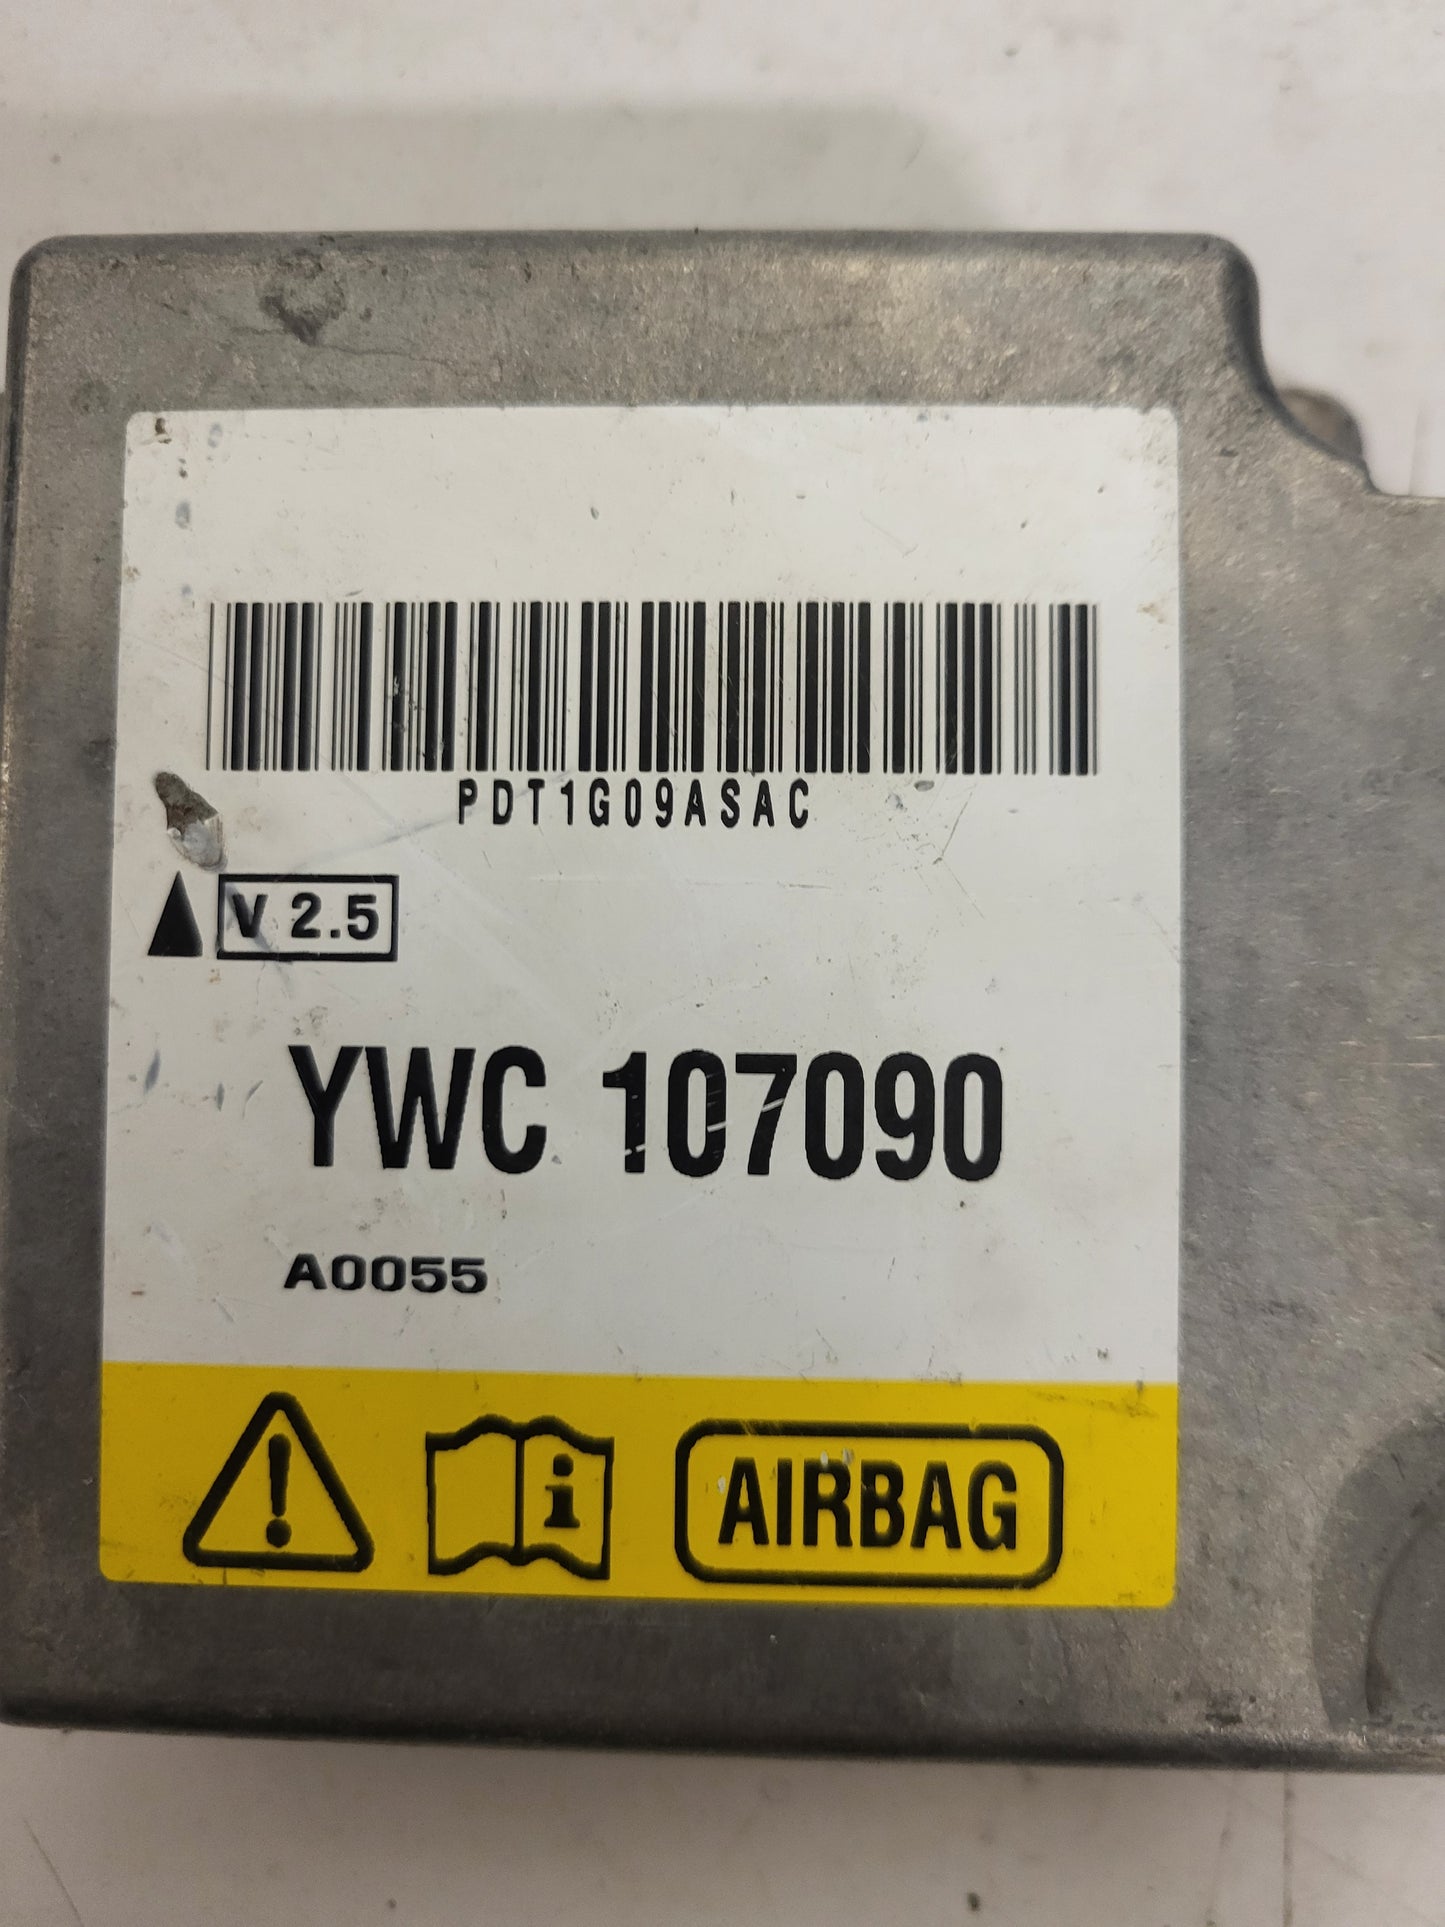 PDT1G09ASAC
V 2.5
YWC 107090
A0055
i AIRBAG